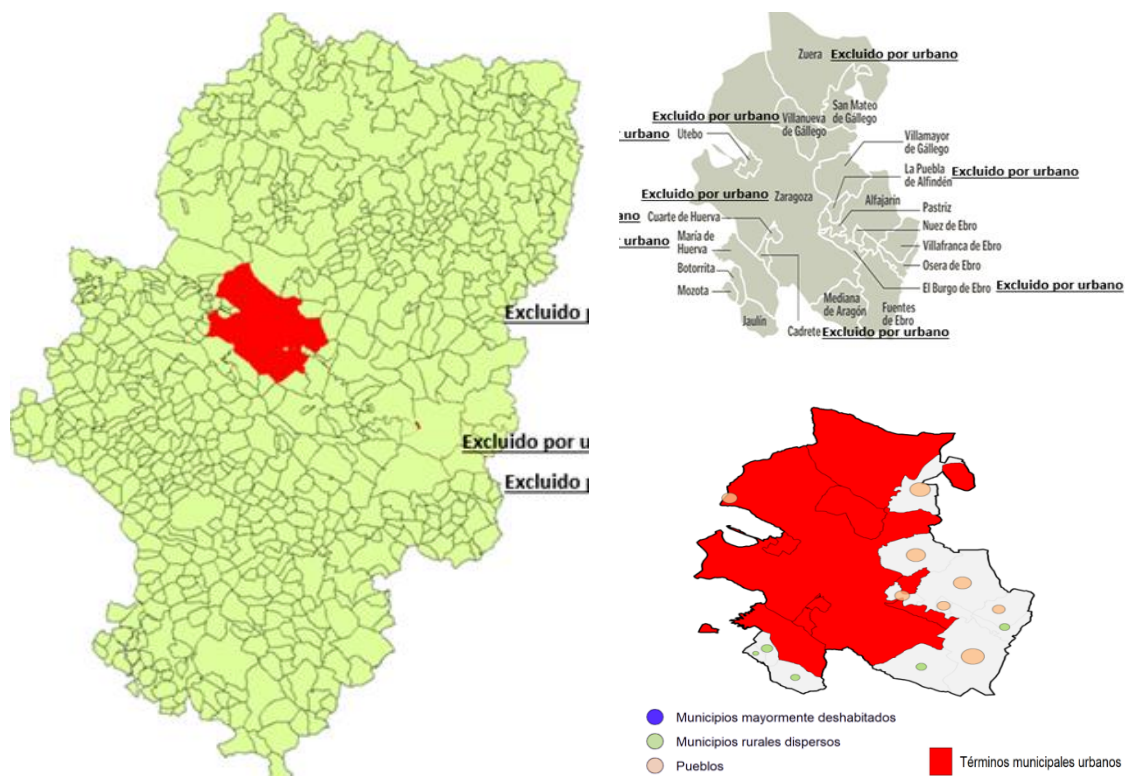 Excluido p
Excluido por u
Excluido p
Zuera Excluido por urbano
San Mateo
de Gállego
Excluido por urbano
Villanueva
de Gállego
r urbano Utebo
Villamayor
de Gállego
La Puebla
de Alfindén Excluido por urbano
Excluido por urbano
Zaragoza
Alfajarín
Pastriz
ano Cuarte de Huerva
Nuez de Ebro
r urbano María de
Huerva
Villafranca de Ebro
Botorrita
Osera de Ebro
Mozota
El Burgo de Ebro Excluido por urbano
Mediana
de Aragón
Fuentes
de Ebro
Jaulín
Cadrete Excluido por urbano
Municipios mayormente deshabitados
Municipios rurales dispersos
Pueblos
Términos municipales urbanos